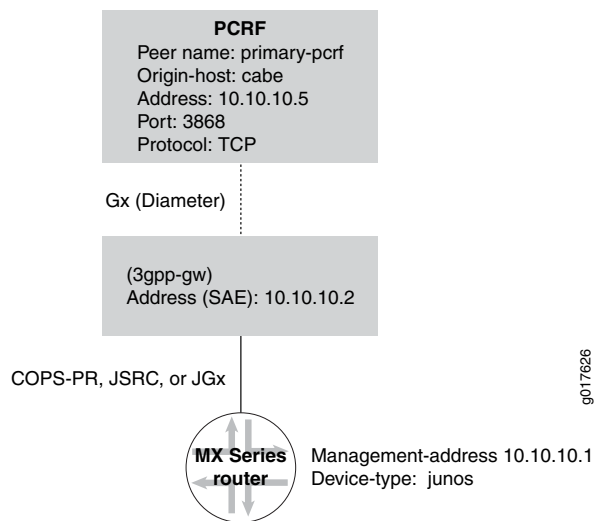 PCRF
Peer name: primary-pcrf
Origin-host: cabe
Address: 10.10.10.5
Port: 3868
Protocol: TCP
Gx (Diameter)
(3gpp-gw)
Address (SAE): 10.10.10.2
COPS-PR, JSRC, or JGx
MX Series
router
Management-address 10.10.10.1
Device-type: junos
g017626